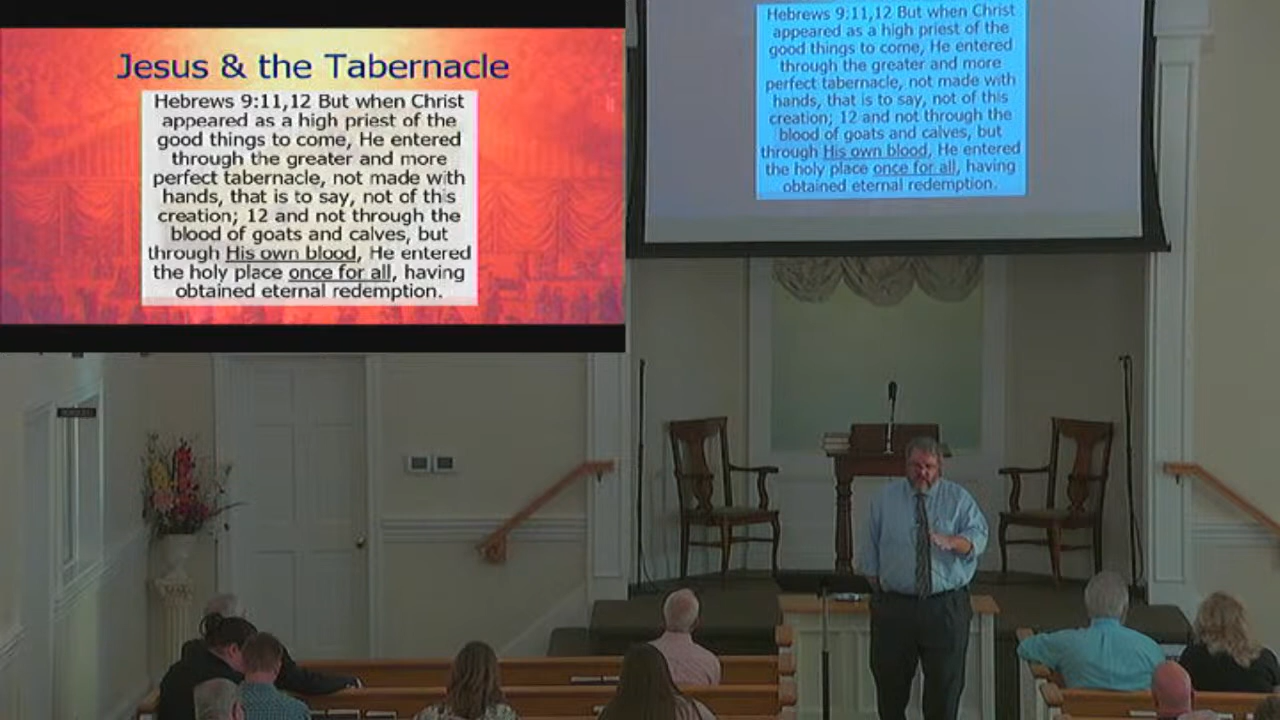 Jesus & the Tabernacle
Hebrews 9:11,12 But when Christ
appeared as a high priest of the
good things to come, He entered
through the greater and more
perfect tabernacle, not made with
hands, that is to say, not of this
creation; 12 and not through the
blood of goats and calves, but
through His own blood, He entered
the holy place once for all, having
obtained eternal redemption.
Hebrews 9:11,12 But when Christ
appeared as a high priest of the
good things to come, He entered
through the greater and more
perfect tabernacle, not made with
hands, that is to say, not of this
creation; 12 and not through the
blood of goats and calves, but
through His own blood, He entered
the holy place once for all, having
obtained eternal redemption.